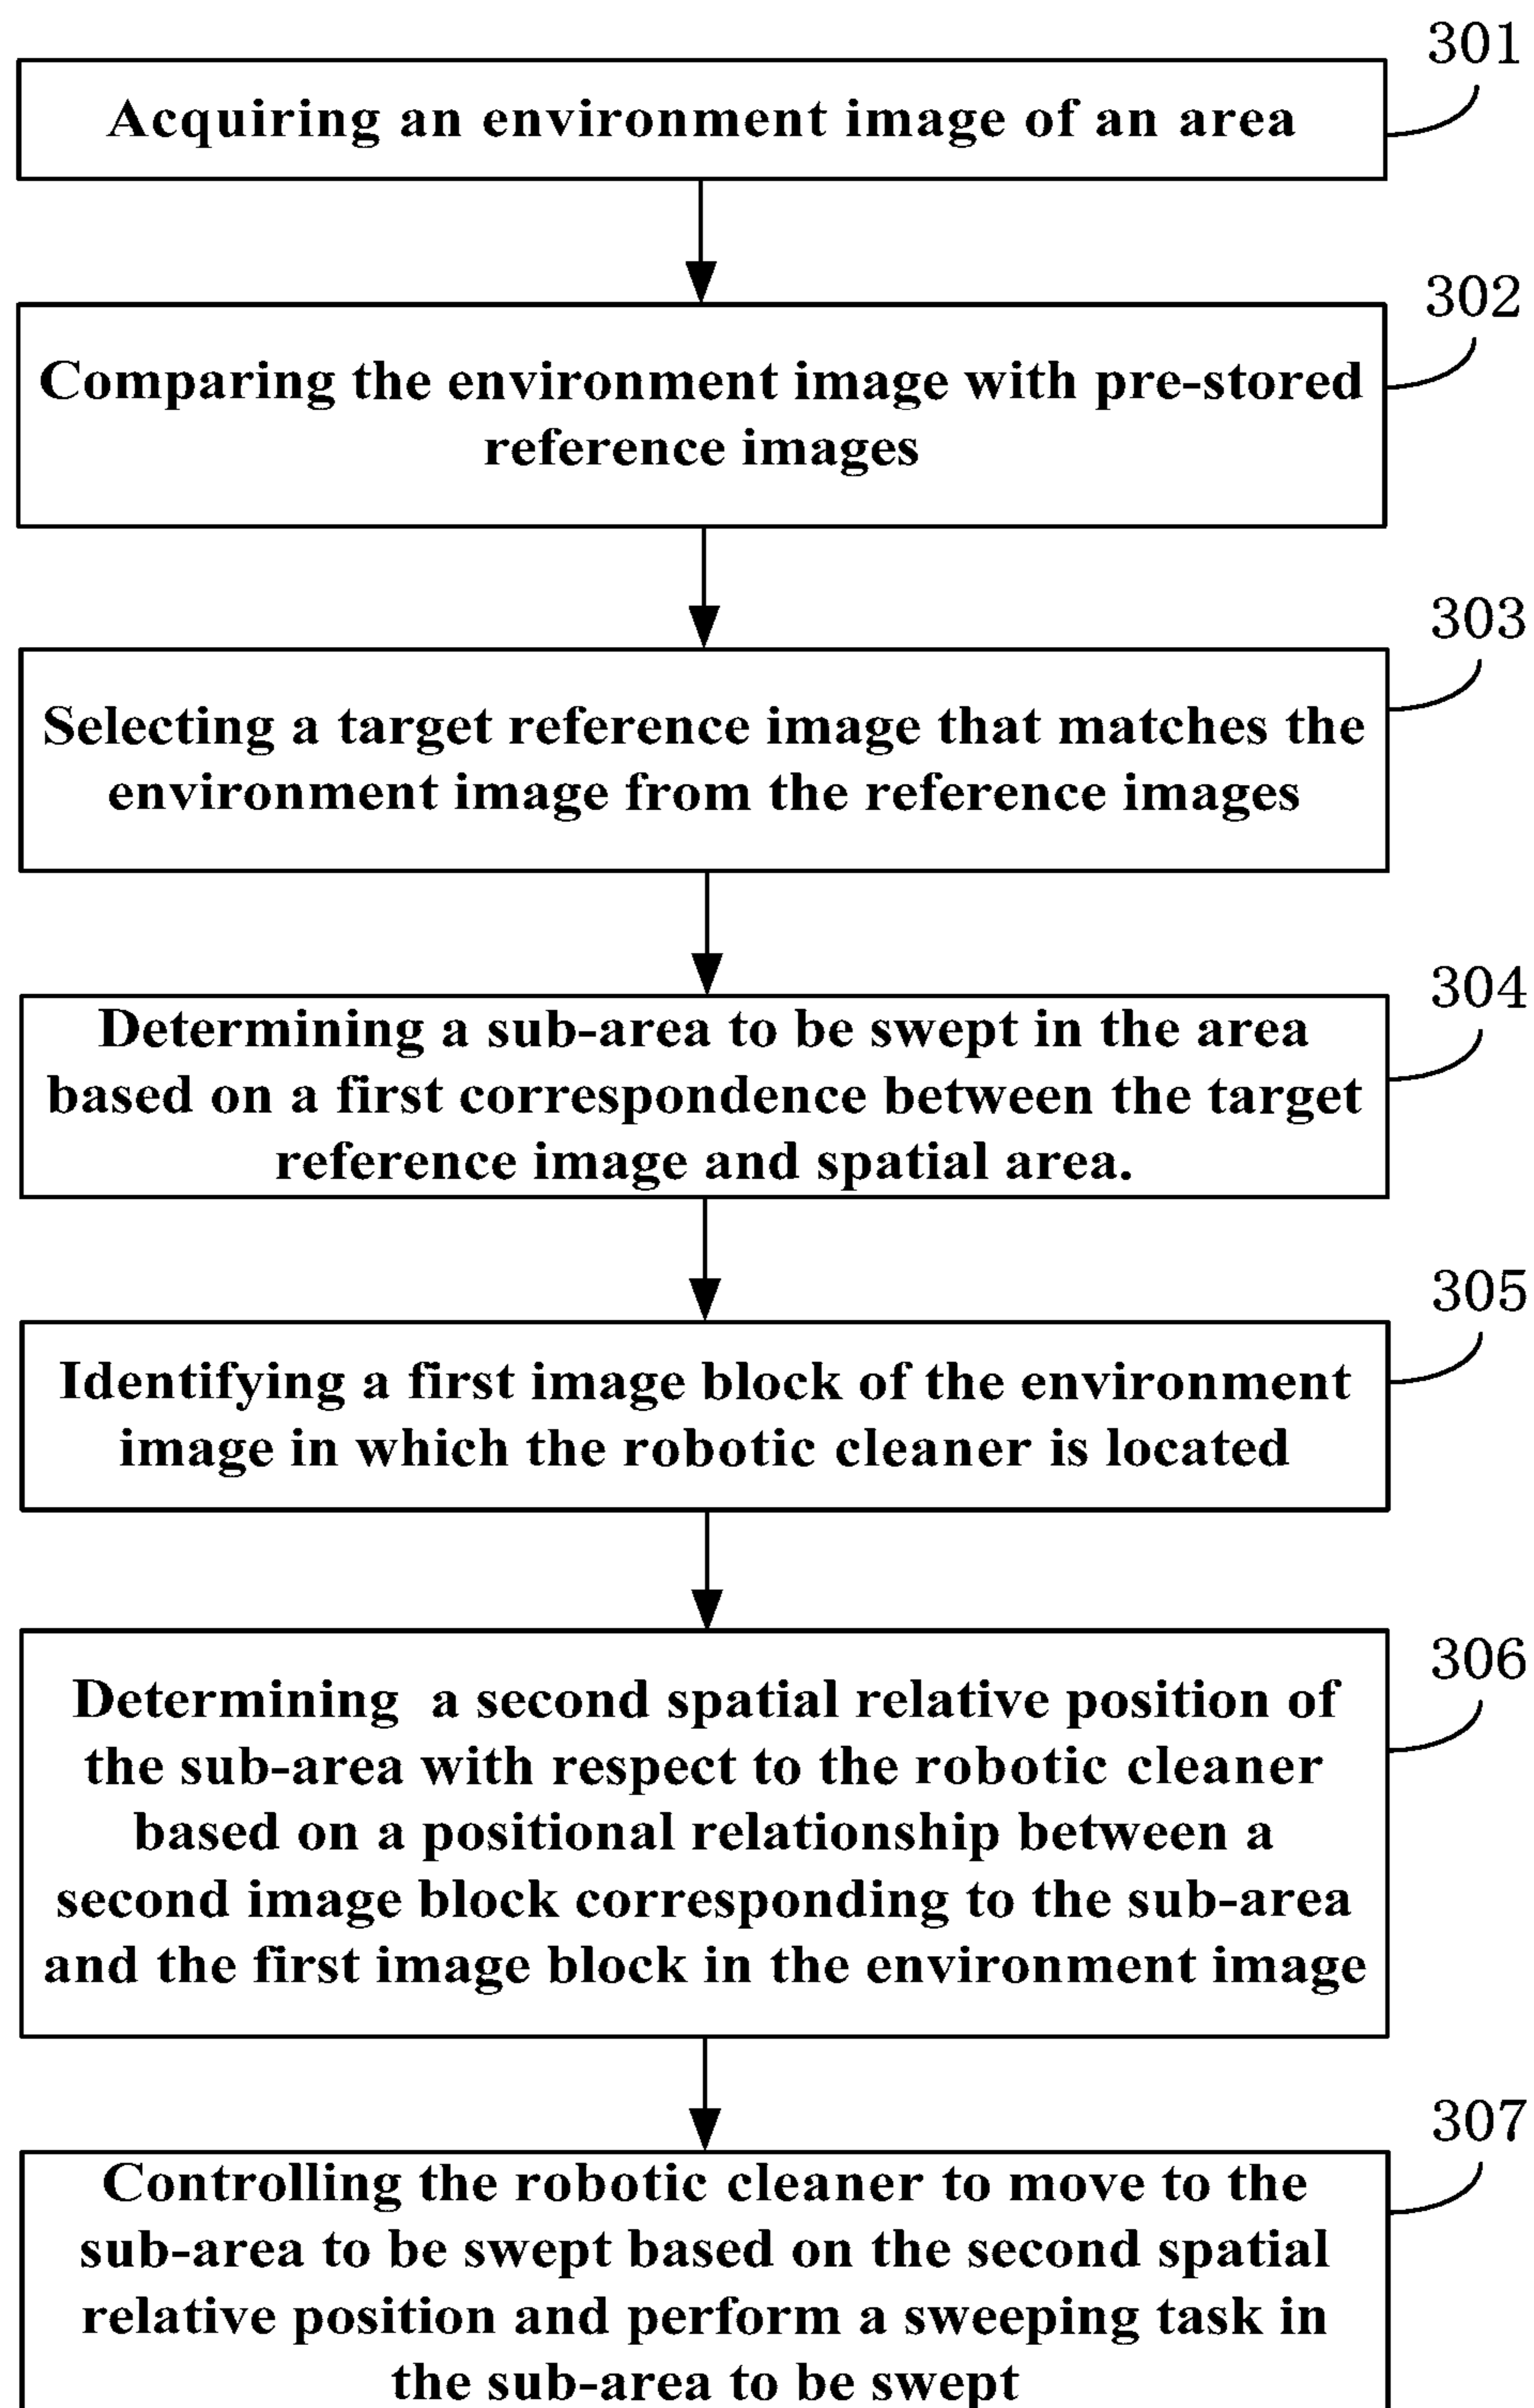 301
Acquiring an environment image of an area
302
Comparing the environment image with pre-stored
reference images
303
Selecting a target reference image that matches the
environment image from the reference images
304
Determining a sub-area to be swept in the area
based on a first correspondence between the target
reference image and spatial area.
305
Identifying a first image block of the environment
image in which the robotic cleaner is located
306
Determining a second spatial relative position of
the sub-area with respect to the robotic cleaner
based on a positional relationship between a
second image block corresponding to the sub-area
and the first image block in the environment image
307
Controlling the robotic cleaner to move to the
sub-area to be swept based on the second spatial
relative position and perform a sweeping task in
the sub-area to be swept